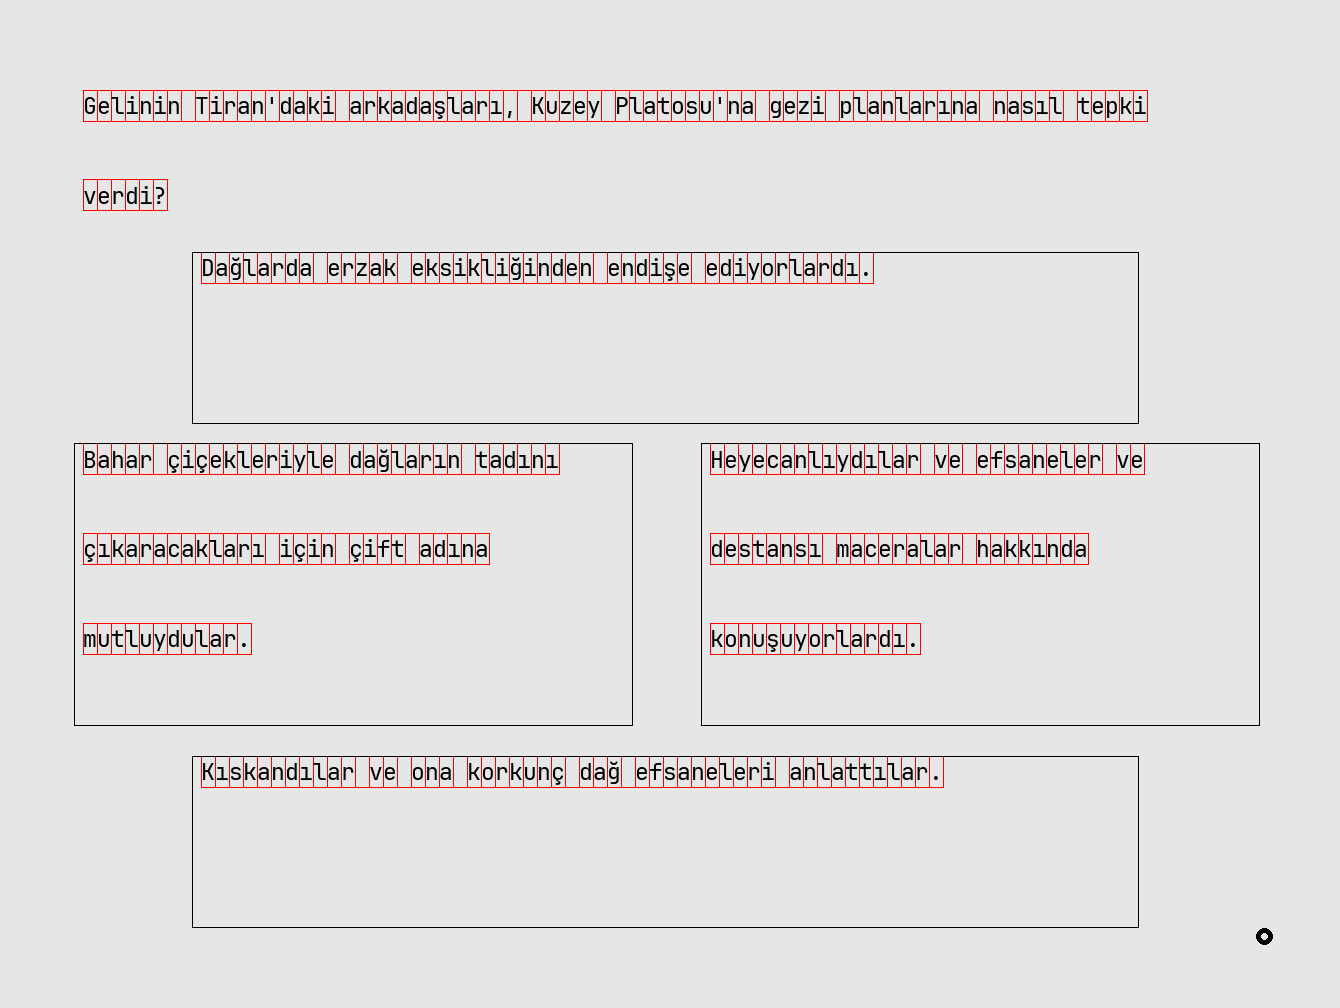 Gelinin Tiran'daki arkadaşları, Kuzey Platosu'na gezi planlarına nasıl tepki
verdi?
Dağlarda erzak eksikliğinden endişe ediyorlardı.
Bahar çiçekleriyle dağların tadını
çıkaracakları için çift adına
mutluydular.
Heyecanlıydılar ve efsaneler ve
destansı maceralar hakkında
konuşuyorlardı.
Kıskandılar ve ona korkunç dağ efsaneleri anlattılar.